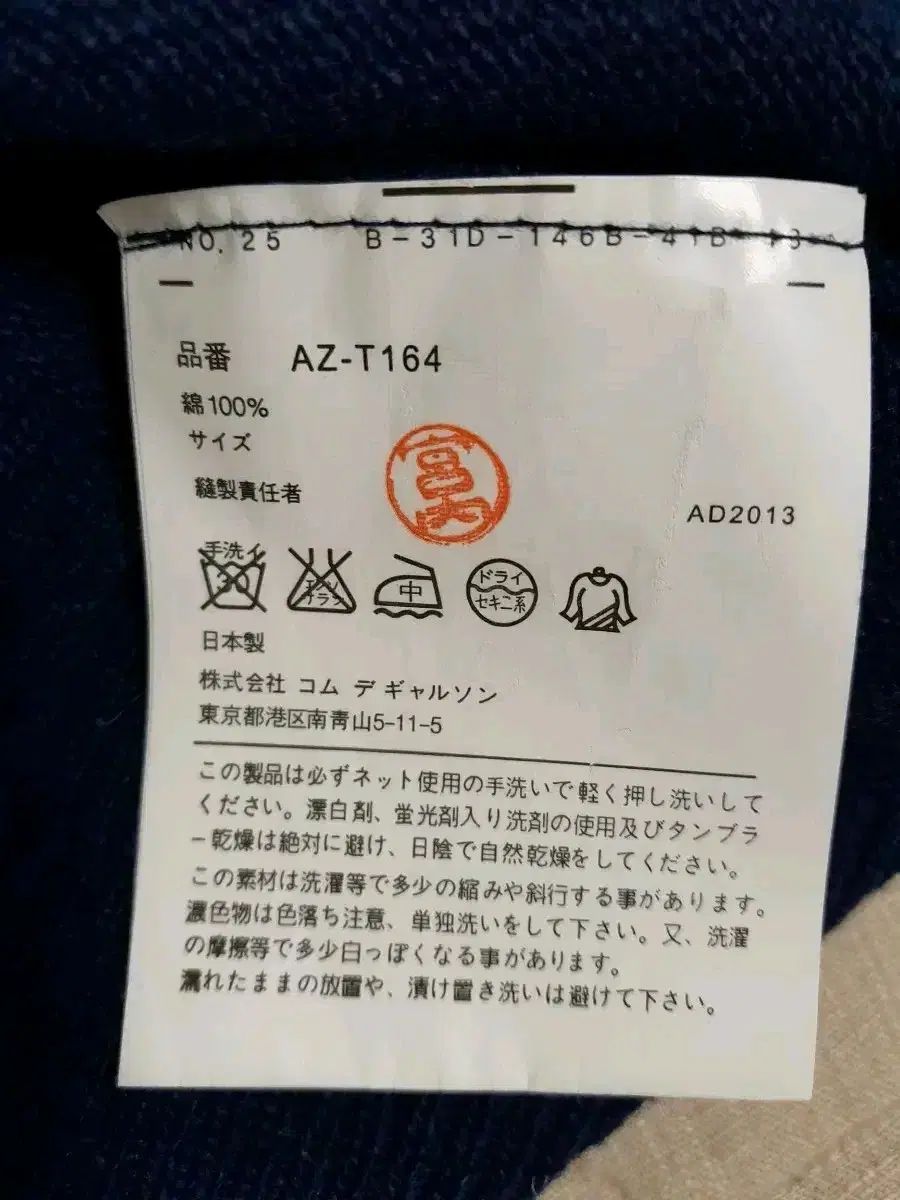 NO. 25 B-31D-146B-41B
品番 AZ-T164
綿100%
サイズ
縫製責任者
AD2013
手洗イ
30
中
ドライ
セキニ系
日本製
株式会社 コム デ ギャルソン
東京都港区南青山5-11-5
この製品は必ずネット使用の手洗いで軽く押し洗いして
ください。漂白剤、蛍光剤入り洗剤の使用及びタンブラ
-乾燥は絶対に避け、日陰で自然乾燥をしてください。
この素材は洗濯等で多少の縮みや斜行する事があります。
濃色物は色落ち注意、単独洗いをして下さい。又、洗濯
の摩擦等で多少白っぽくなる事があります。
濡れたままの放置や、漬け置き洗いは避けて下さい。